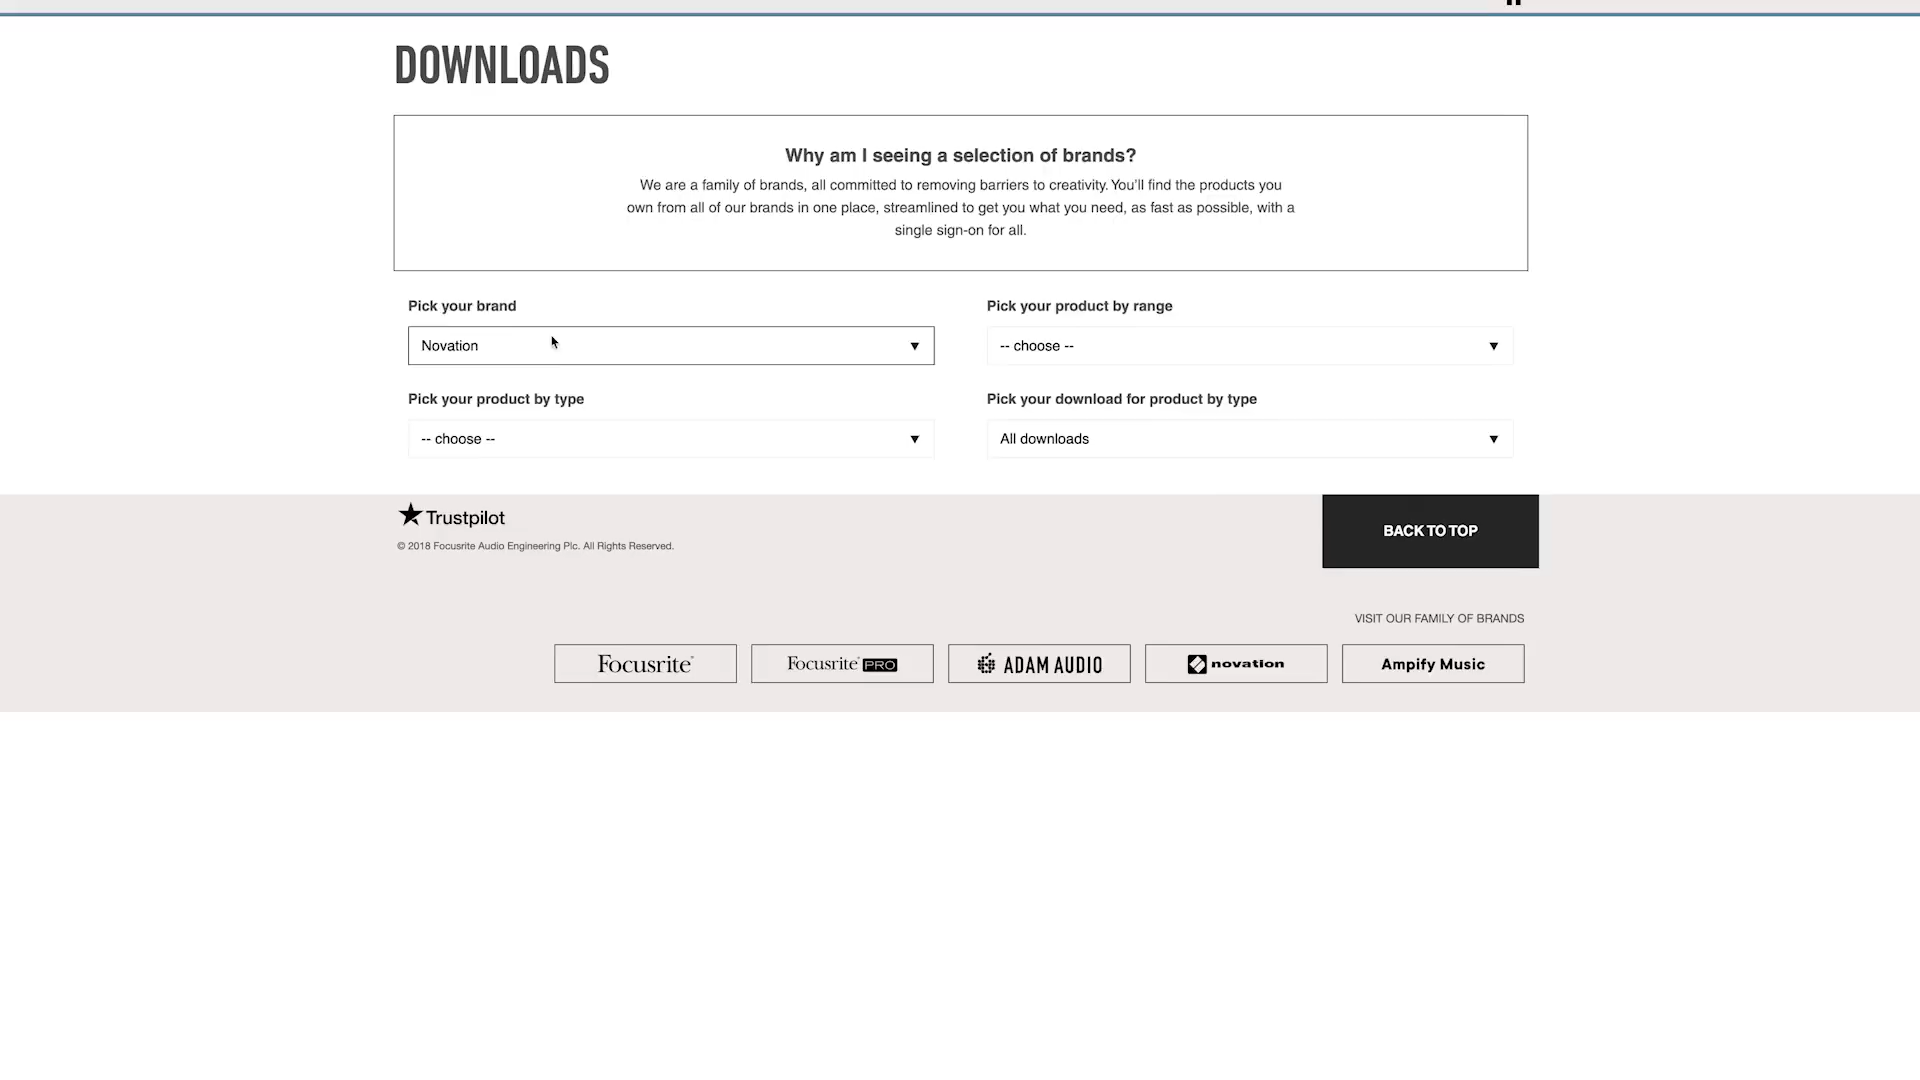 DOWNLOADS
Why am I seeing a selection of brands?
We are a family of brands, all committed to removing barriers to creativity. You'll find the products you
own from all of our brands in one place, streamlined to get you what you need, as fast as possible, with a
single sign-on for all.
Pick your brand
Pick your product by range
Novation
-- choose --
Pick your product by type
Pick your download for product by type
-- choose --
All downloads
Trustpilot
BACK TO TOP
© 2018 Focusrite Audio Engineering Plc. All Rights Reserved.
VISIT OUR FAMILY OF BRANDS
Focusrite
Focusrite PRO
ADAM AUDIO
novation
Ampify Music